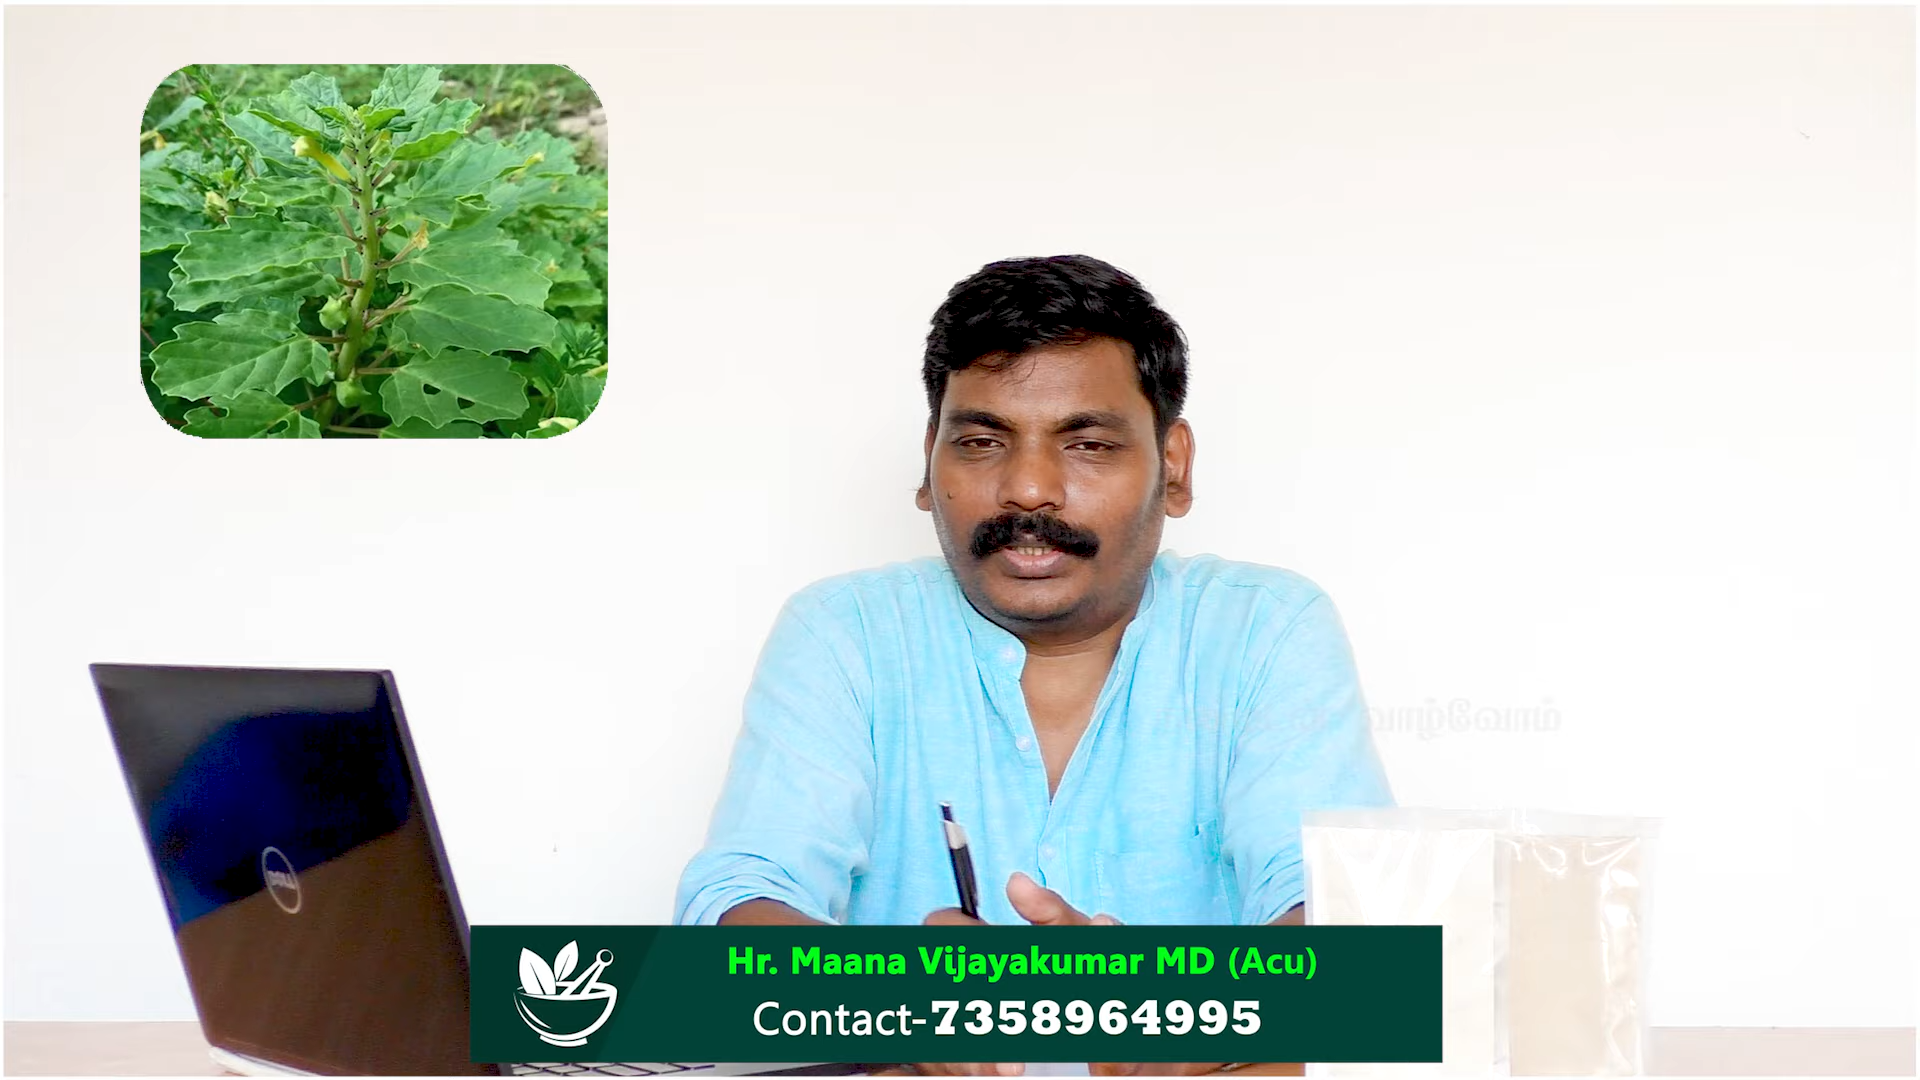 வாழ்வோம்
DELL
Hr. Maana Vijayakumar MD (Acu)
Contact-7358964995